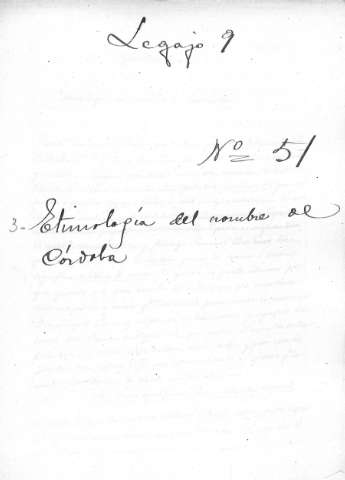 Legajo 9
Nº 51
3- Etimología del nombre de
Córdoba